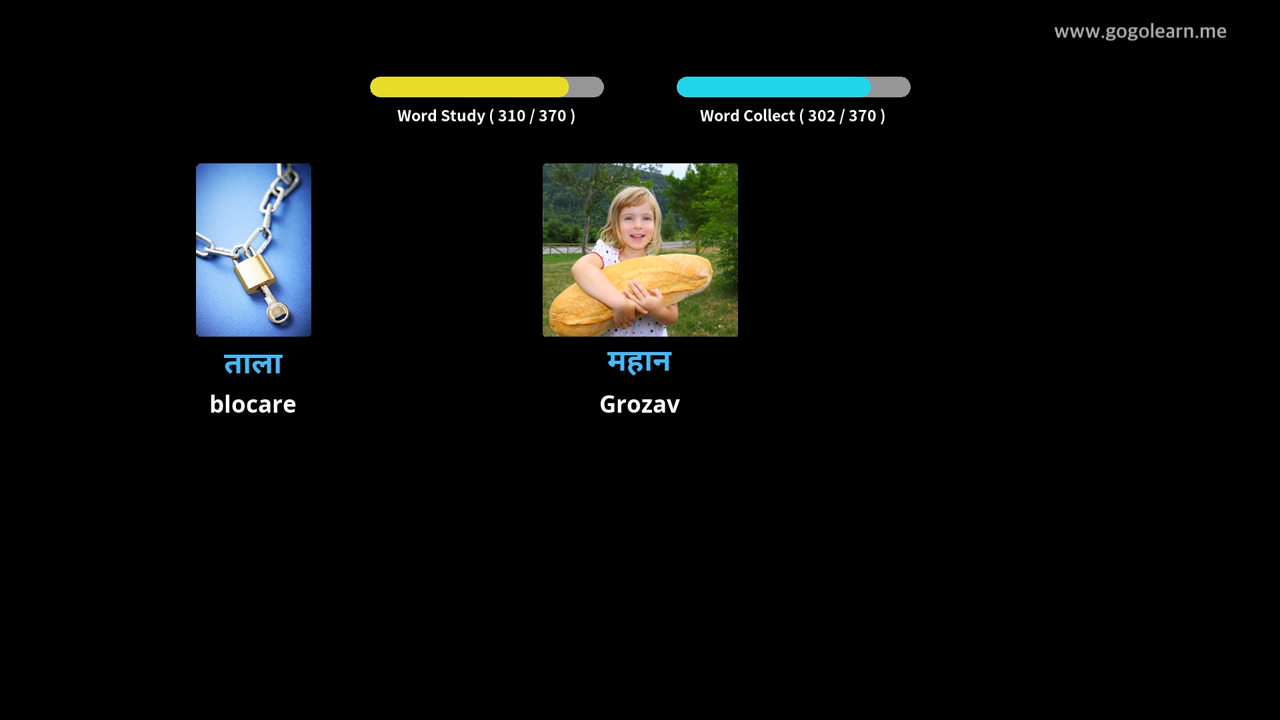 www.gogolearn.me
Word Study ( 310 / 370 )
Word Collect ( 302 / 370 )
ताला
blocare
महान
Grozav